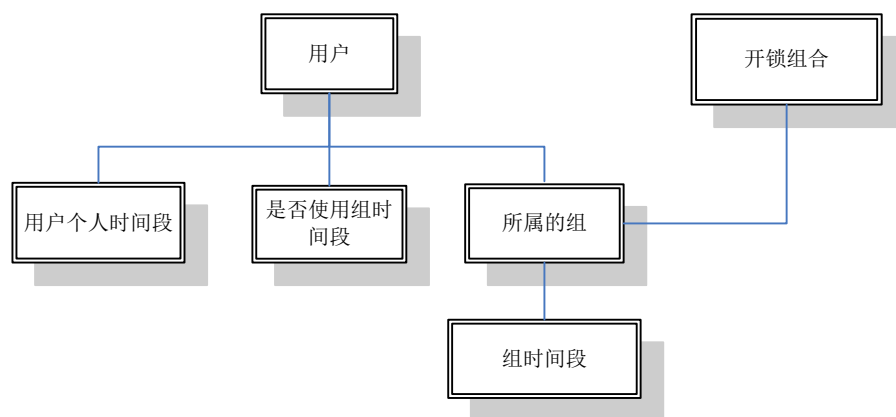 用户
开锁组合
用户个人时间段
是否使用组时
间段
所属的组
组时间段